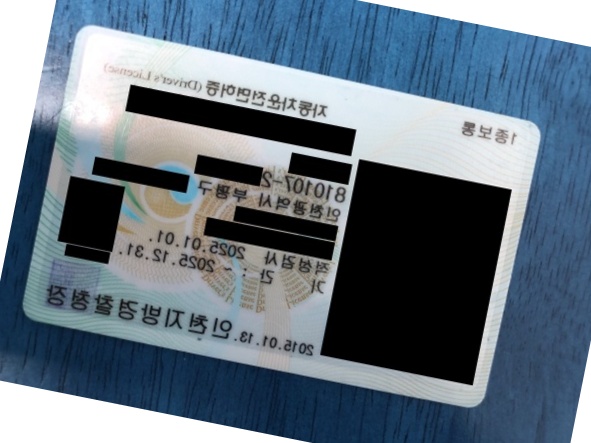 1종보통
자동차운전면허증 (Driver's License)
810107-2
인천광역시 부평구
적성검사 2025.01.01.
기 간 ~ 2025.12.31.
2015.01.13.
인천지방경찰청장